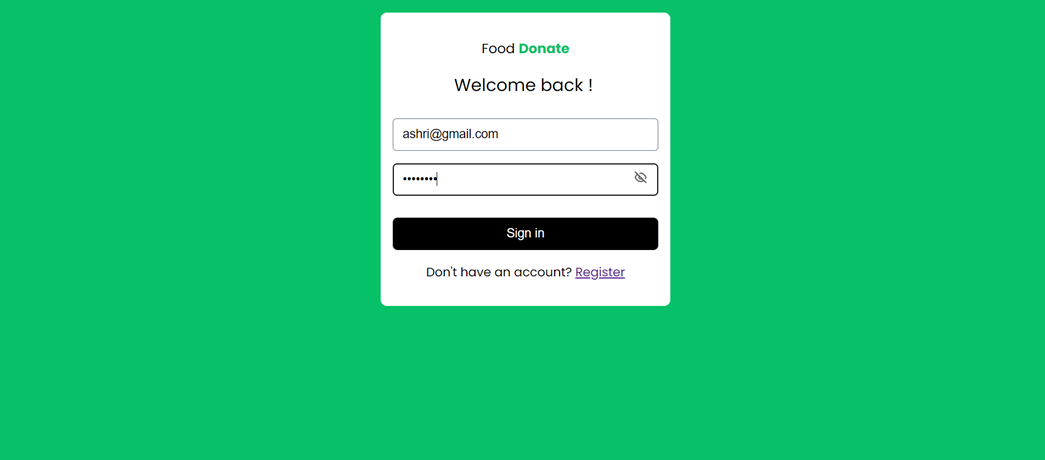 Food Donate
Welcome back !
ashri@gmail.com
••••••••
Sign in
Don't have an account? Register